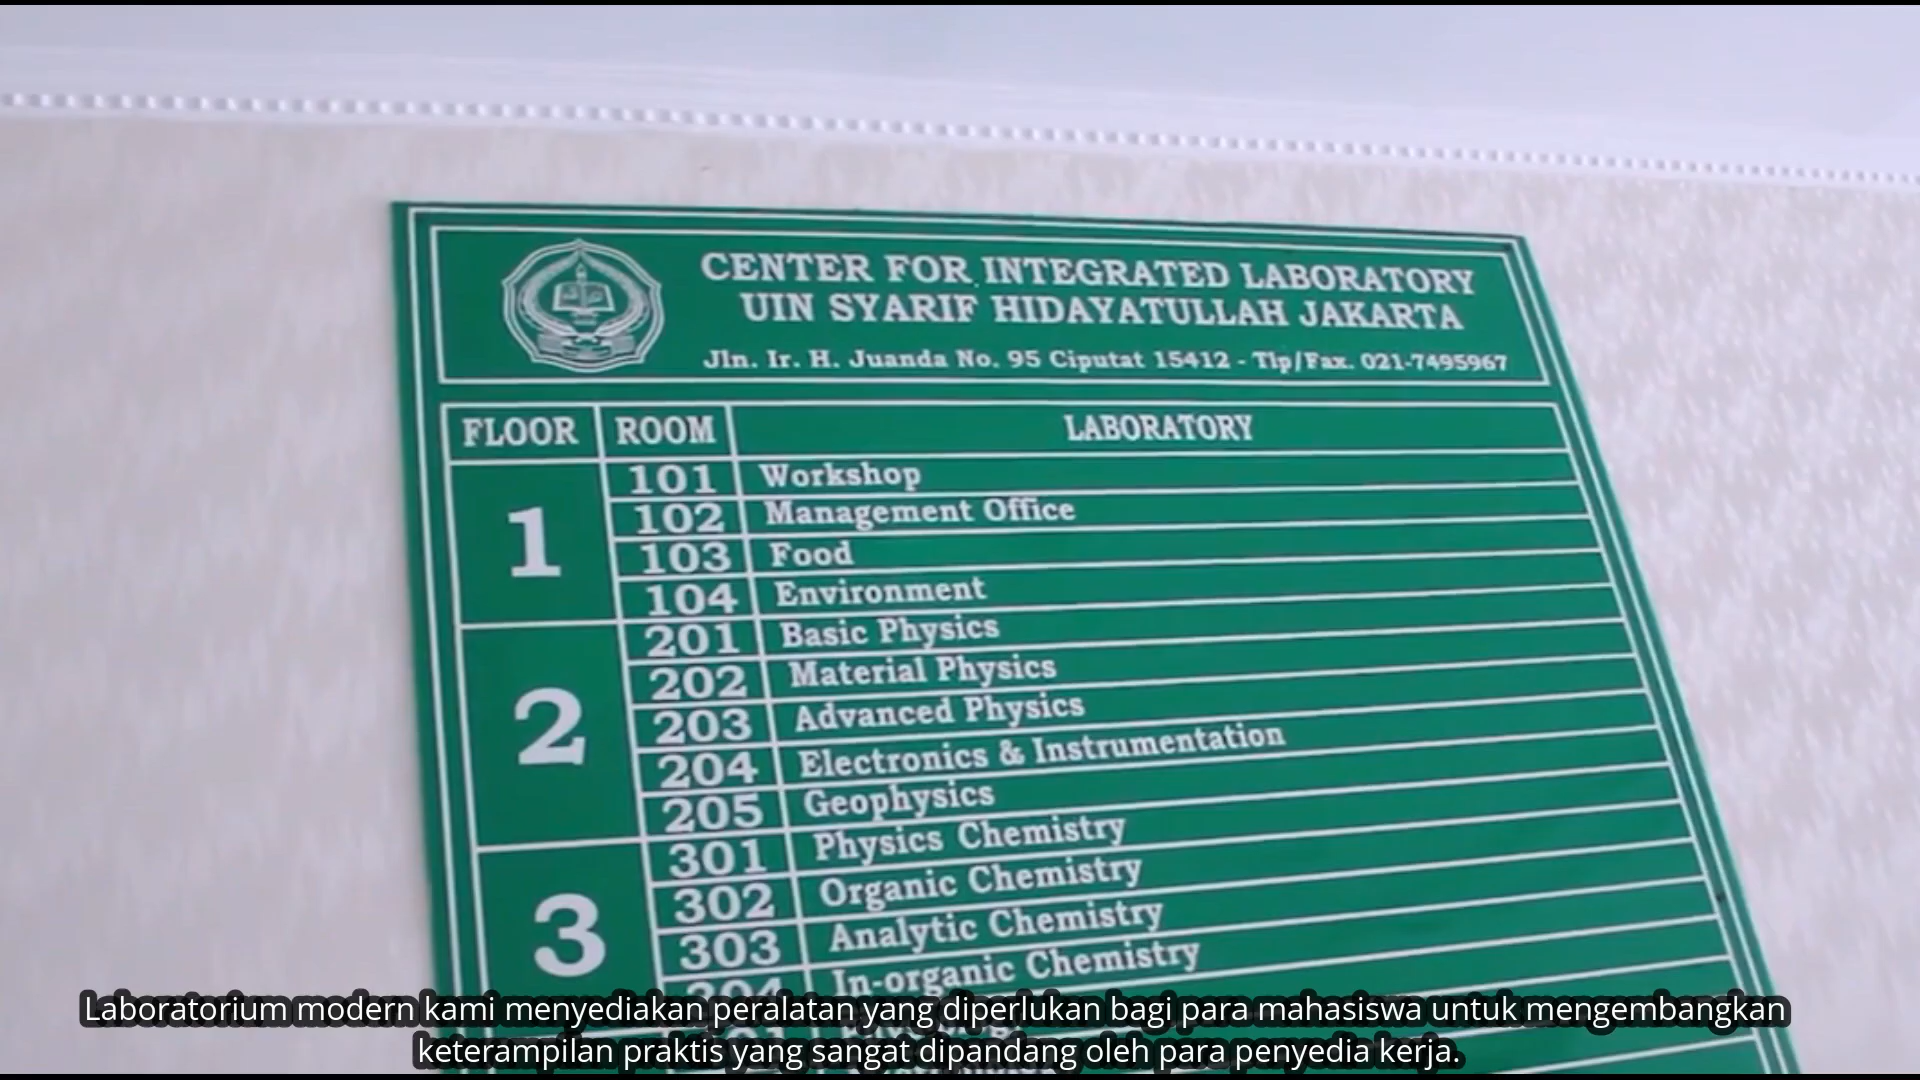 CENTER FOR INTEGRATED LABORATORY
UIN SYARIF HIDAYATULLAH JAKARTA
Jln. Ir. H. Juanda No. 95 Ciputat 15412 - Tlp/Fax. 021-7495967
FLOOR ROOM LABORATORY
1
101 Workshop
102 Management Office
103 Food
104 Environment
2
201 Basic Physics
202 Material Physics
203 Advanced Physics
204 Electronics & Instrumentation
205 Geophysics
3
301 Physics Chemistry
302 Organic Chemistry
303 Analytic Chemistry
304 In-organic Chemistry
Laboratorium modern kami menyediakan peralatan yang diperlukan bagi para mahasiswa untuk mengembangkan
keterampilan praktis yang sangat dipandang oleh para penyedia kerja.